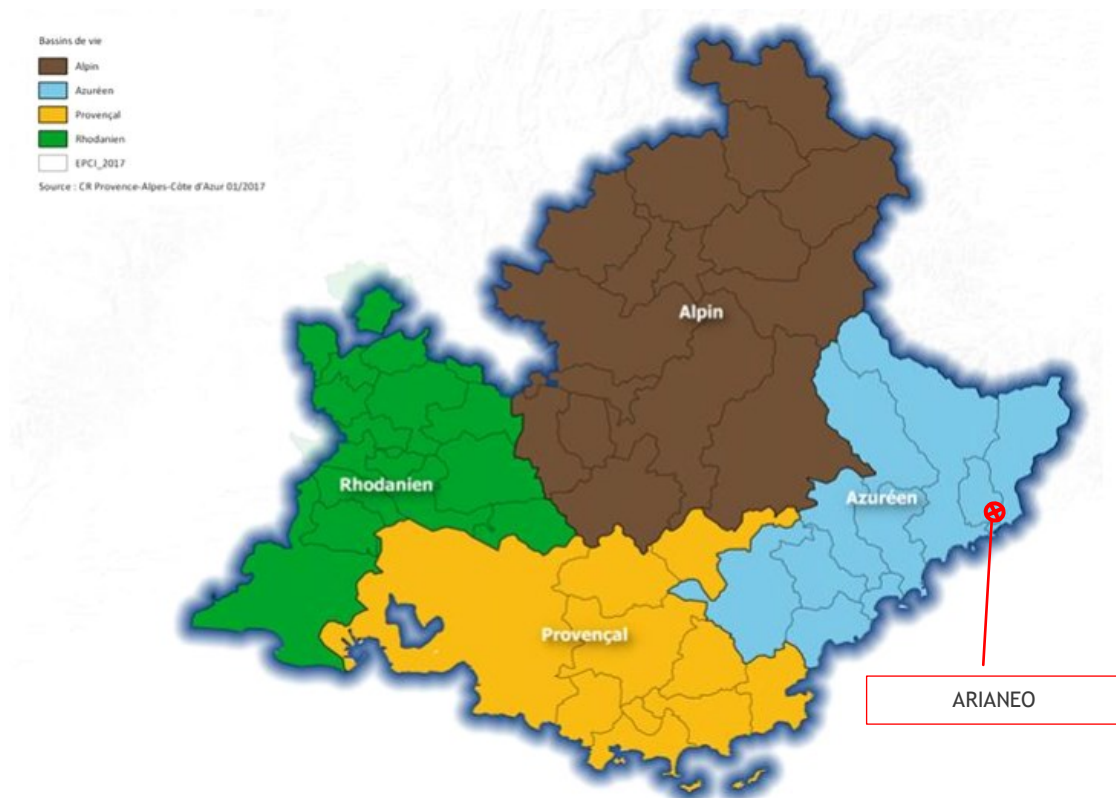 Bassins de vie
Alpin
Azuréen
Provençal
Rhodanien
EPCI_2017
Source : CR Provence-Alpes-Côte d'Azur 01/2017
Alpin
Rhodanien
Azuréen
Provençal
ARIANEO